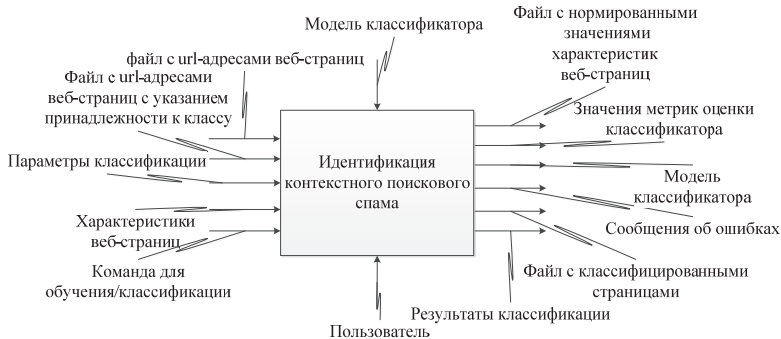 Модель классификатора
файл с url-адресами веб-страниц
Файл с url-адресами
веб-страниц с указанием
принадлежности к классу
Параметры классификации
Характеристики
веб-страниц
Команда для
обучения/классификации
Идентификация
контекстного поискового
спама
Пользователь
Файл с нормированными
значениями
характеристик
веб-страниц
Значения метрик оценки
классификатора
Модель
классификатора
Сообщения об ошибках
Файл с классифицированными
страницами
Результаты классификации